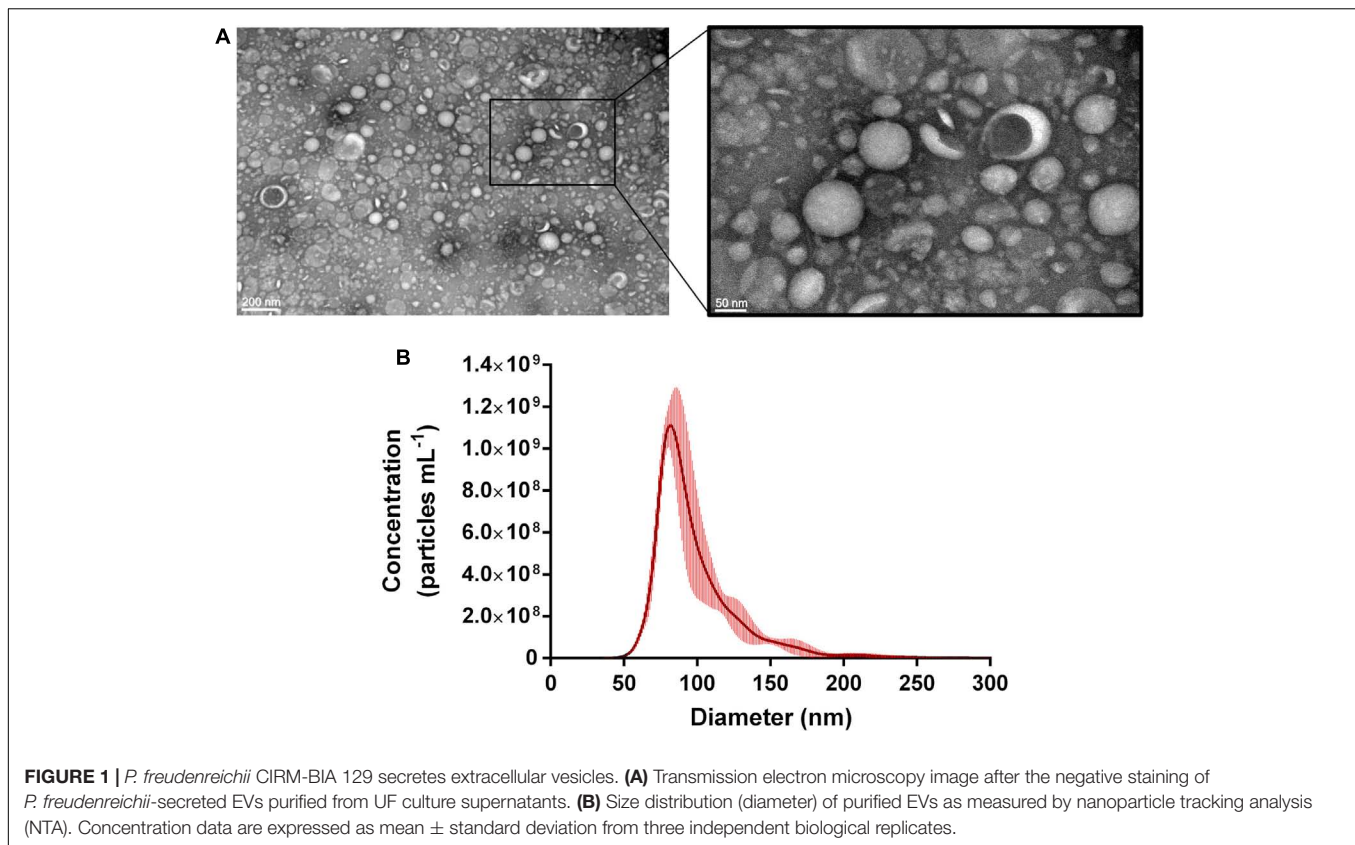 A
200 nm
50 nm
B
Concentration
(particles mL⁻¹)
1.4×10⁹
1.2×10⁹
1.0×10⁹
8.0×10⁸
6.0×10⁸
4.0×10⁸
2.0×10⁸
0
0 50 100 150 200 250 300
Diameter (nm)
FIGURE 1 | P. freudenreichii CIRM-BIA 129 secretes extracellular vesicles. (A) Transmission electron microscopy image after the negative staining of
P. freudenreichii-secreted EVs purified from UF culture supernatants. (B) Size distribution (diameter) of purified EVs as measured by nanoparticle tracking analysis
(NTA). Concentration data are expressed as mean ± standard deviation from three independent biological replicates.